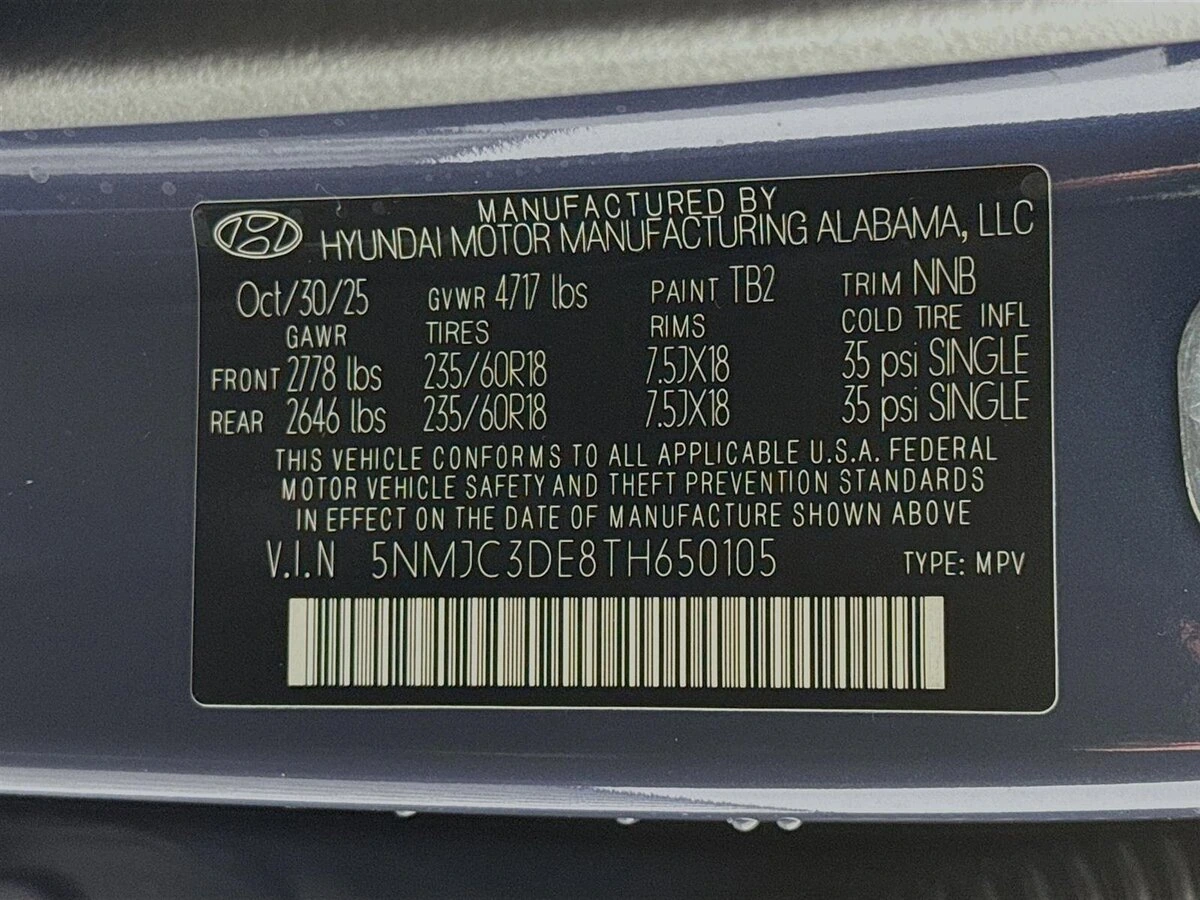 MANUFACTURED BY
HYUNDAI MOTOR MANUFACTURING ALABAMA, LLC
Oct/30/25 GVWR 4717 lbs PAINT TB2 TRIM NNB
GAWR TIRES RIMS COLD TIRE INFL
FRONT 2778 lbs 235/60R18 7.5JX18 35 psi SINGLE
REAR 2646 lbs 235/60R18 7.5JX18 35 psi SINGLE
THIS VEHICLE CONFORMS TO ALL APPLICABLE U.S.A. FEDERAL
MOTOR VEHICLE SAFETY AND THEFT PREVENTION STANDARDS
IN EFFECT ON THE DATE OF MANUFACTURE SHOWN ABOVE
V.I.N 5NMJC3DE8TH650105 TYPE: MPV